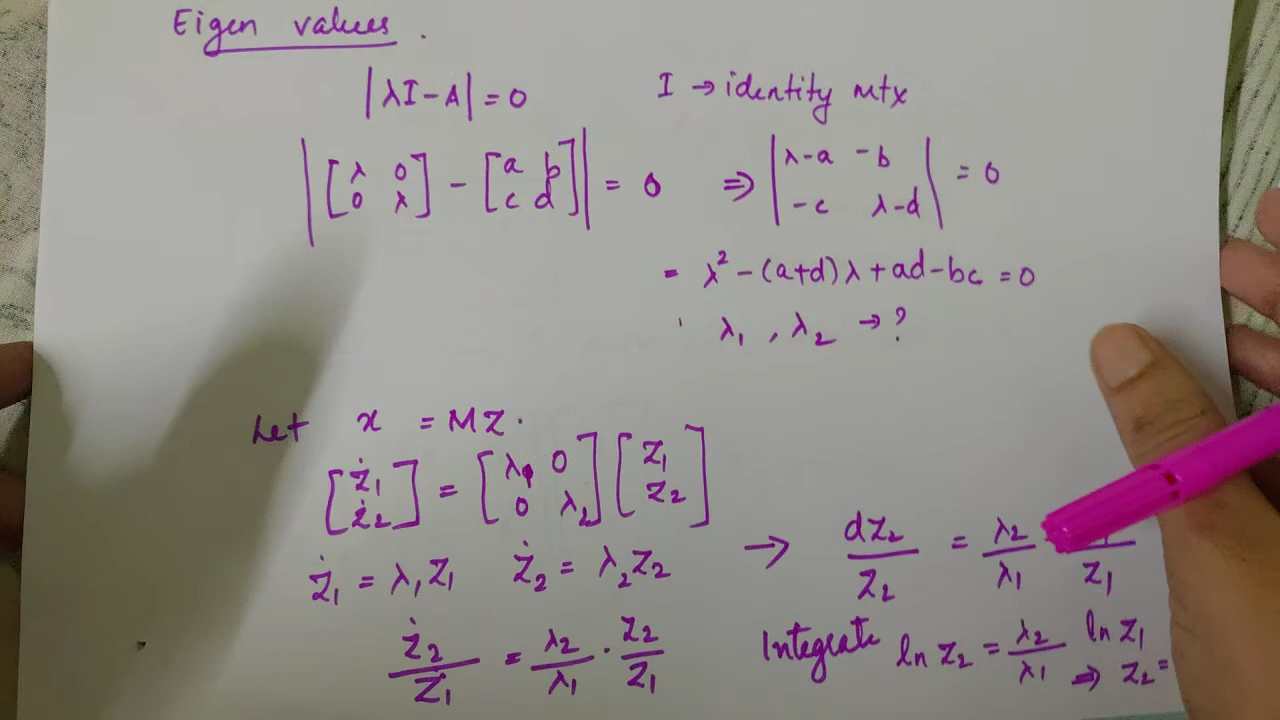 Eigen values .
|λI-A| = 0 I → identity mtx
|[λ 0; 0 λ] - [a b; c d]| = 0 ⇒ |λ-a -b; -c λ-d| = 0
= λ² - (a+d)λ + ad - bc = 0
λ₁ , λ₂ → ?
Let x = MZ.
[ż₁; ż₂] = [λ₁ 0; 0 λ₂] [z₁; z₂]
ż₁ = λ₁z₁ ż₂ = λ₂z₂
ż₂/ż₁ = λ₂/λ₁ · z₂/z₁
→ dz₂/z₂ = λ₂/λ₁ /z₁
Integrate ln z₂ = λ₂/λ₁ ln z₁
⇒ z₂ =